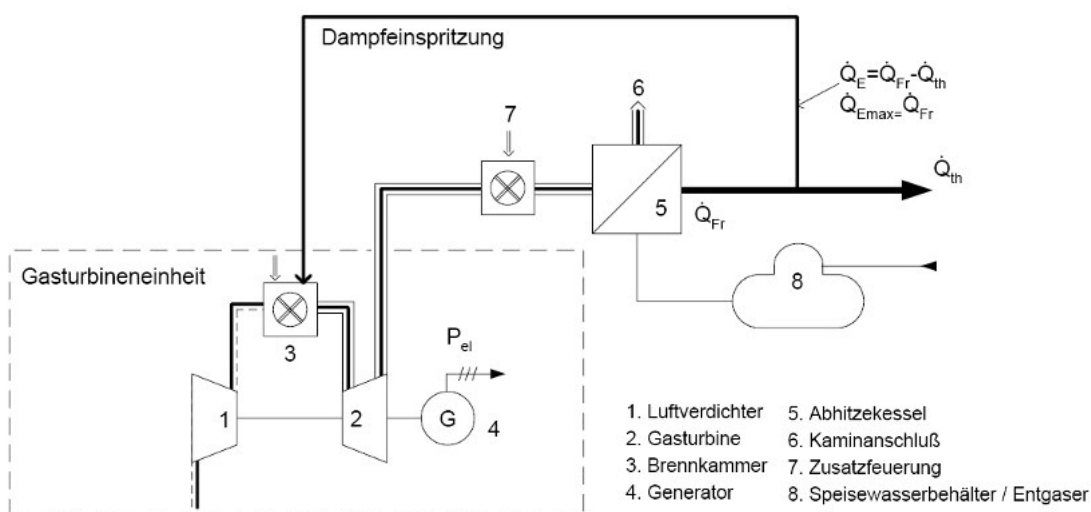 Dampfeinspritzung
Q̇E=Q̇Fr-Q̇th
Q̇Emax=Q̇Fr
6
7
Q̇th
5
Q̇Fr
Gasturbineneinheit
8
3
Pel
1
2
G
4
1. Luftverdichter
2. Gasturbine
3. Brennkammer
4. Generator
5. Abhitzekessel
6. Kaminanschluß
7. Zusatzfeuerung
8. Speisewasserbehälter / Entgaser